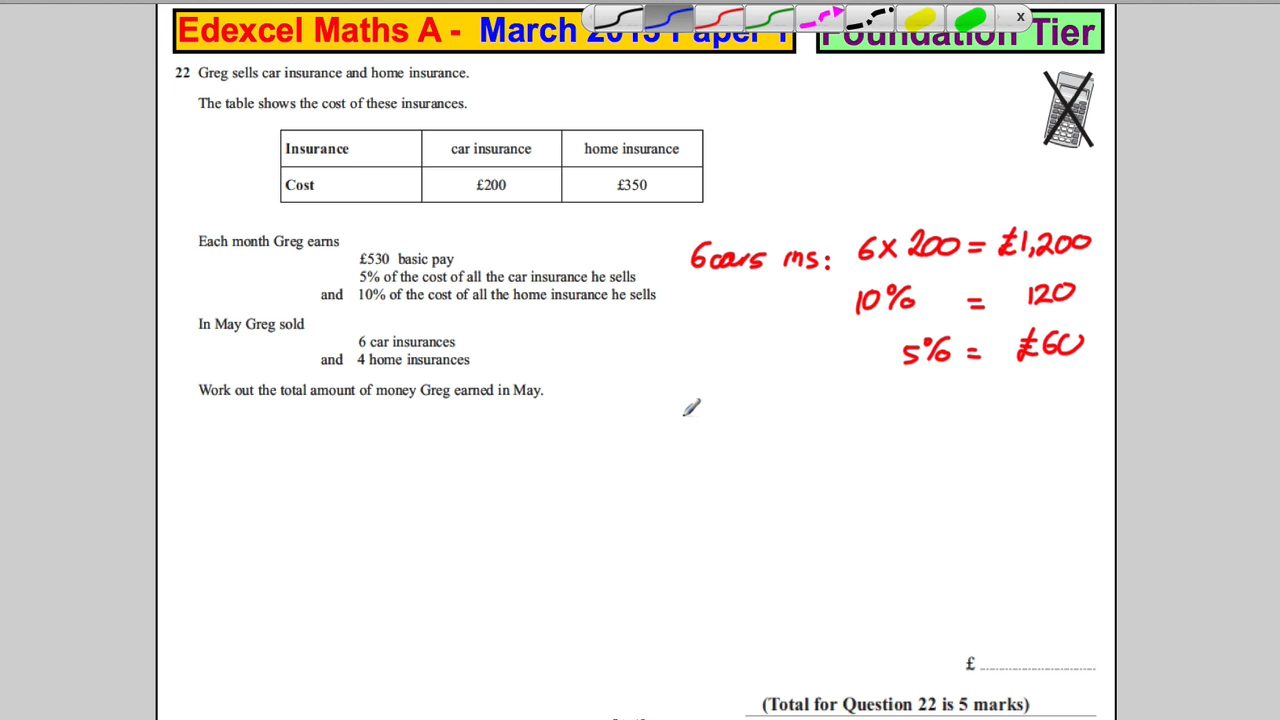 Edexcel Maths A - March 2013 Paper 1 Foundation Tier
x
22 Greg sells car insurance and home insurance.
The table shows the cost of these insurances.
Insurance car insurance home insurance
Cost £200 £350
Each month Greg earns
£530 basic pay
5% of the cost of all the car insurance he sells
and 10% of the cost of all the home insurance he sells
In May Greg sold
6 car insurances
and 4 home insurances
Work out the total amount of money Greg earned in May.
6 cars ins: 6 x 200 = £1,200
10% = 120
5% = £60
£
(Total for Question 22 is 5 marks)